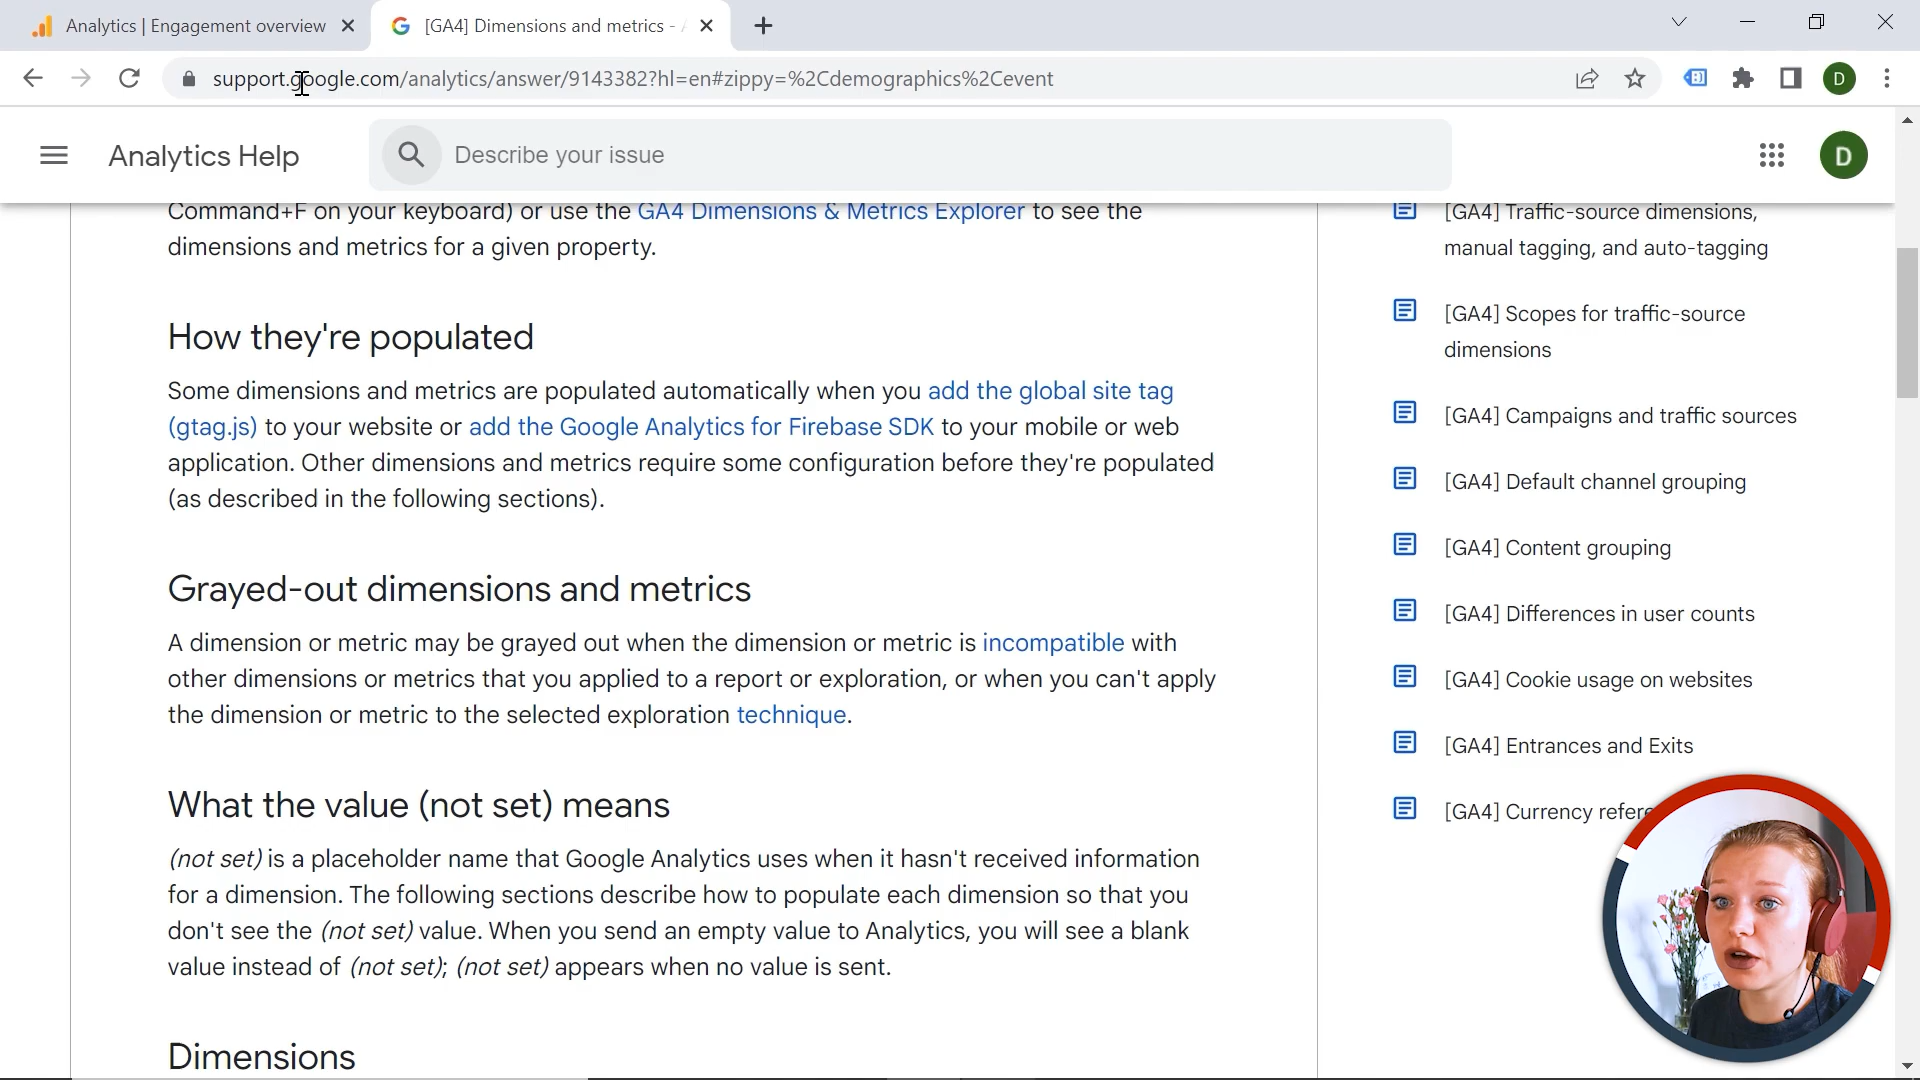 Analytics | Engagement overview
[GA4] Dimensions and metrics -
support.google.com/analytics/answer/9143382?hl=en#zippy=%2Cdemographics%2Cevent
D
Analytics Help
Describe your issue
D
Command+F on your keyboard) or use the GA4 Dimensions & Metrics Explorer to see the
dimensions and metrics for a given property.
How they're populated
Some dimensions and metrics are populated automatically when you add the global site tag
(gtag.js) to your website or add the Google Analytics for Firebase SDK to your mobile or web
application. Other dimensions and metrics require some configuration before they're populated
(as described in the following sections).
Grayed-out dimensions and metrics
A dimension or metric may be grayed out when the dimension or metric is incompatible with
other dimensions or metrics that you applied to a report or exploration, or when you can't apply
the dimension or metric to the selected exploration technique.
What the value (not set) means
(not set) is a placeholder name that Google Analytics uses when it hasn't received information
for a dimension. The following sections describe how to populate each dimension so that you
don't see the (not set) value. When you send an empty value to Analytics, you will see a blank
value instead of (not set); (not set) appears when no value is sent.
Dimensions
[GA4] Traffic-source dimensions,
manual tagging, and auto-tagging
[GA4] Scopes for traffic-source
dimensions
[GA4] Campaigns and traffic sources
[GA4] Default channel grouping
[GA4] Content grouping
[GA4] Differences in user counts
[GA4] Cookie usage on websites
[GA4] Entrances and Exits
[GA4] Currency refere